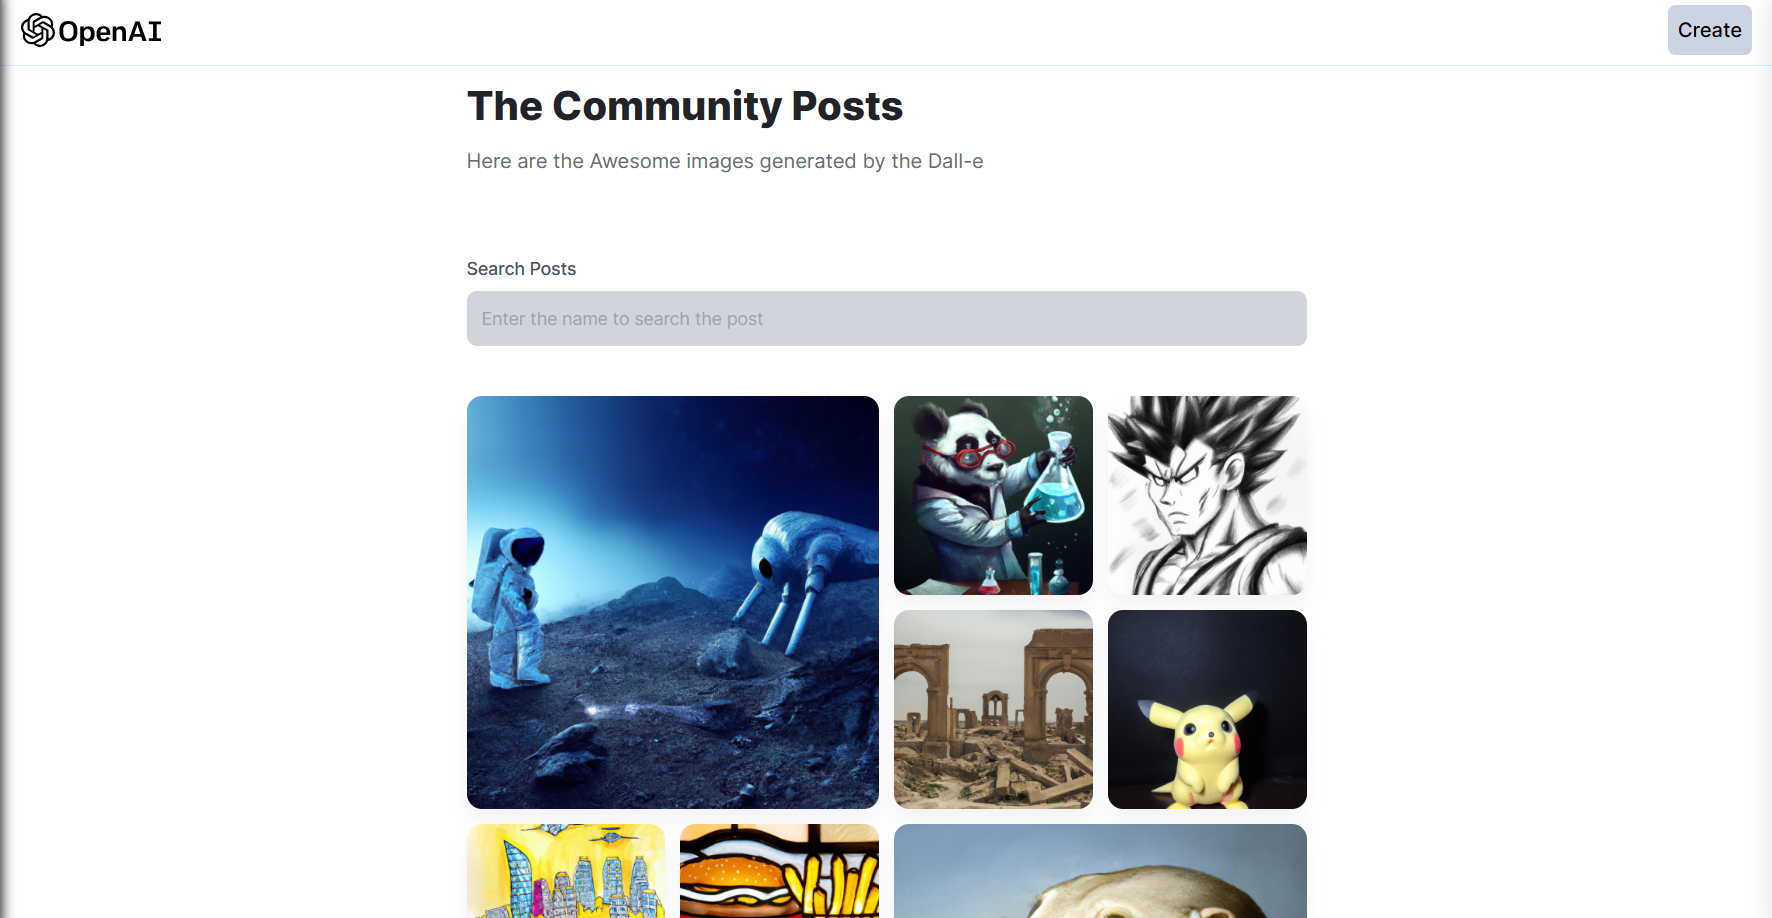 OpenAI
Create
The Community Posts
Here are the Awesome images generated by the Dall-e
Search Posts
Enter the name to search the post